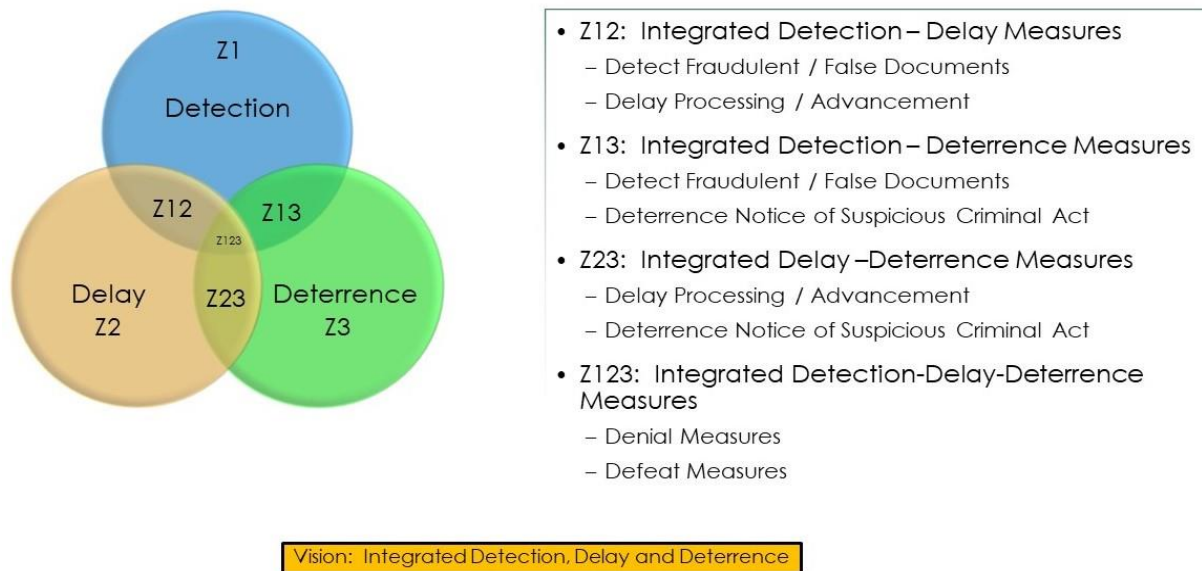 Z1
Detection
Z12
Z13
Z123
Delay
Z2
Z23
Deterrence
Z3
• Z12: Integrated Detection – Delay Measures
– Detect Fraudulent / False Documents
– Delay Processing / Advancement
• Z13: Integrated Detection – Deterrence Measures
– Detect Fraudulent / False Documents
– Deterrence Notice of Suspicious Criminal Act
• Z23: Integrated Delay –Deterrence Measures
– Delay Processing / Advancement
– Deterrence Notice of Suspicious Criminal Act
• Z123: Integrated Detection-Delay-Deterrence
Measures
– Denial Measures
– Defeat Measures
Vision: Integrated Detection, Delay and Deterrence